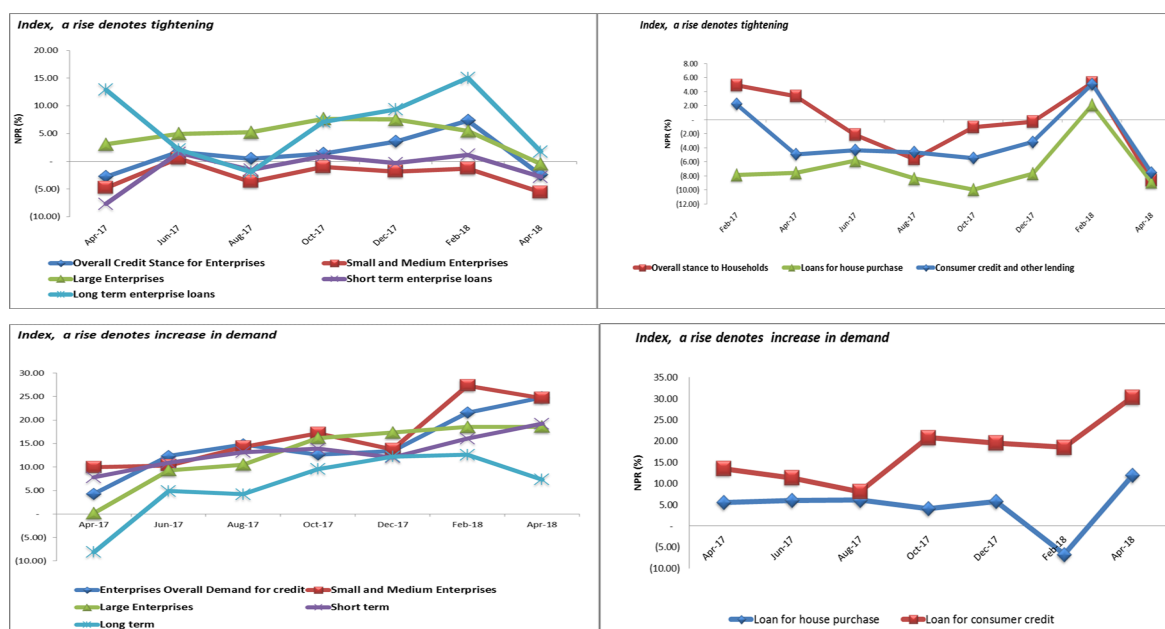 Index, a rise denotes tightening
20.00
15.00
10.00
5.00
-
(5.00)
(10.00)
NPR (%)
Apr-17
Jun-17
Aug-17
Oct-17
Dec-17
Feb-18
Apr-18
Overall Credit Stance for Enterprises
Small and Medium Enterprises
Large Enterprises
Short term enterprise loans
Long term enterprise loans
Index, a rise denotes tightening
8.00
6.00
4.00
2.00
-
(2.00)
(4.00)
(6.00)
(8.00)
(10.00)
(12.00)
NPR (%)
Feb-17
Apr-17
Jun-17
Aug-17
Oct-17
Dec-17
Feb-18
Apr-18
Overall stance to Households
Loans for house purchase
Consumer credit and other lending
Index, a rise denotes increase in demand
30.00
25.00
20.00
15.00
10.00
5.00
-
(5.00)
(10.00)
Apr-17
Jun-17
Aug-17
Oct-17
Dec-17
Feb-18
Apr-18
Enterprises Overall Demand for credit
Small and Medium Enterprises
Large Enterprises
Short term
Long term
Index, a rise denotes increase in demand
35.00
30.00
25.00
20.00
15.00
10.00
5.00
-
(5.00)
(10.00)
NPR (%)
Apr-17
Jun-17
Aug-17
Oct-17
Dec-17
Feb-18
Apr-18
Loan for house purchase
Loan for consumer credit